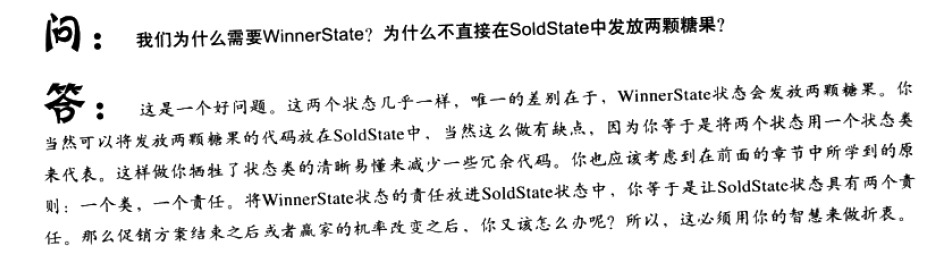 问： 我们为什么需要WinnerState？为什么不直接在SoldState中发放两颗糖果？
答： 这是一个好问题。这两个状态几乎一样，唯一的差别在于，WinnerState状态会发放两颗糖果。你
当然可以将发放两颗糖果的代码放在SoldState中，当然这么做有缺点，因为你等于是将两个状态用一个状态类
来代表。这样做你牺牲了状态类的清晰易懂来减少一些冗余代码。你也应该考虑到在前面的章节中所学到的原
则：一个类，一个责任。将WinnerState状态的责任放进SoldState状态中，你等于是让SoldState状态具有两个责
任。那么促销方案结束之后或者赢家的机率改变之后，你又该怎么办呢？所以，这必须用你的智慧来做折衷。